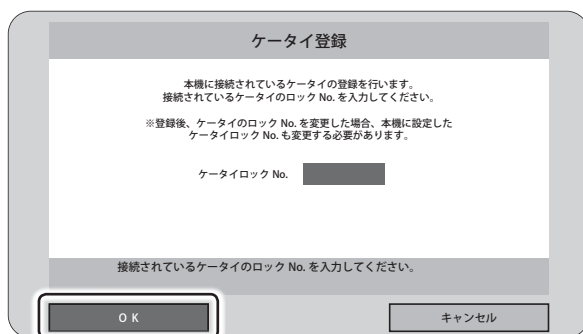 ケータイ登録
本機に接続されているケータイの登録を行います。
接続されているケータイのロック No. を入力してください。
※登録後、ケータイのロック No. を変更した場合、本機に設定した
ケータイロック No. も変更する必要があります。
ケータイロック No.
接続されているケータイのロック No. を入力してください。
O K
キャンセル